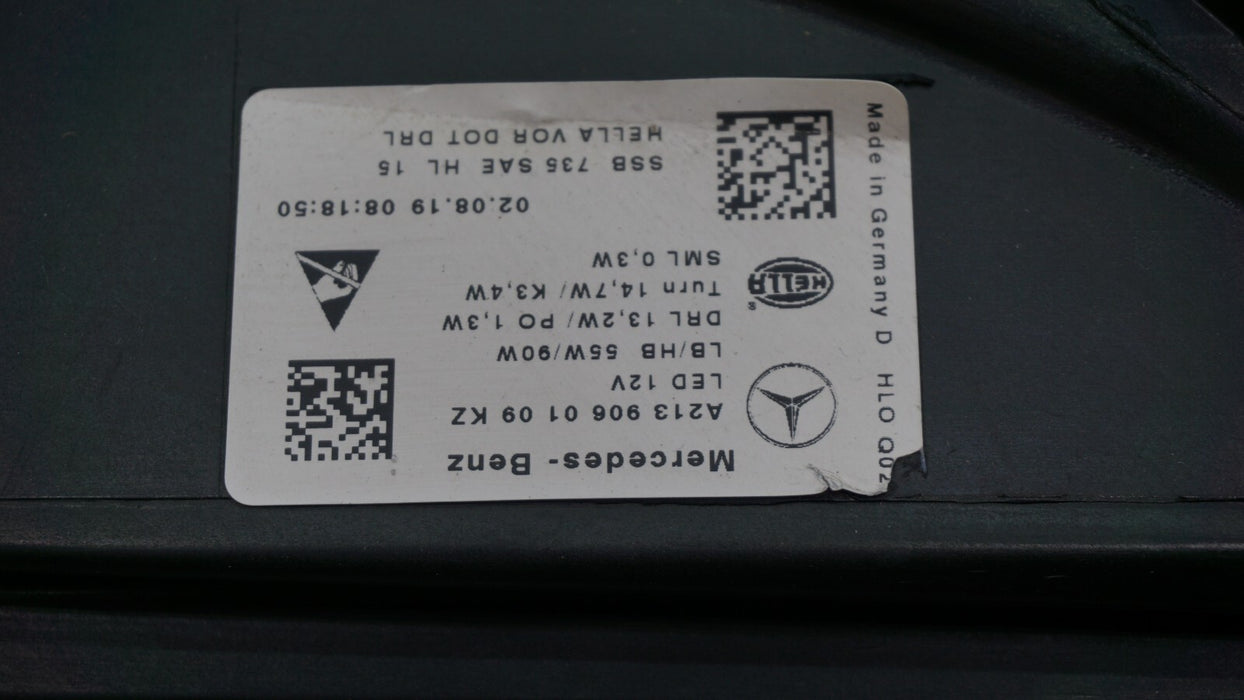 Mercedes-Benz
A213 906 01 09 KZ
LED 12V
LB/HB 55W/90W
DRL 13,2W/ PO 1,3W
Turn 14,7W/ K3,4W
SML 0,3W
HELLA
®
02.08.19 08:18:50
SSB 735 SAE HL 15
HELLA VOR DOT DRL
Made in Germany D HLO Q02